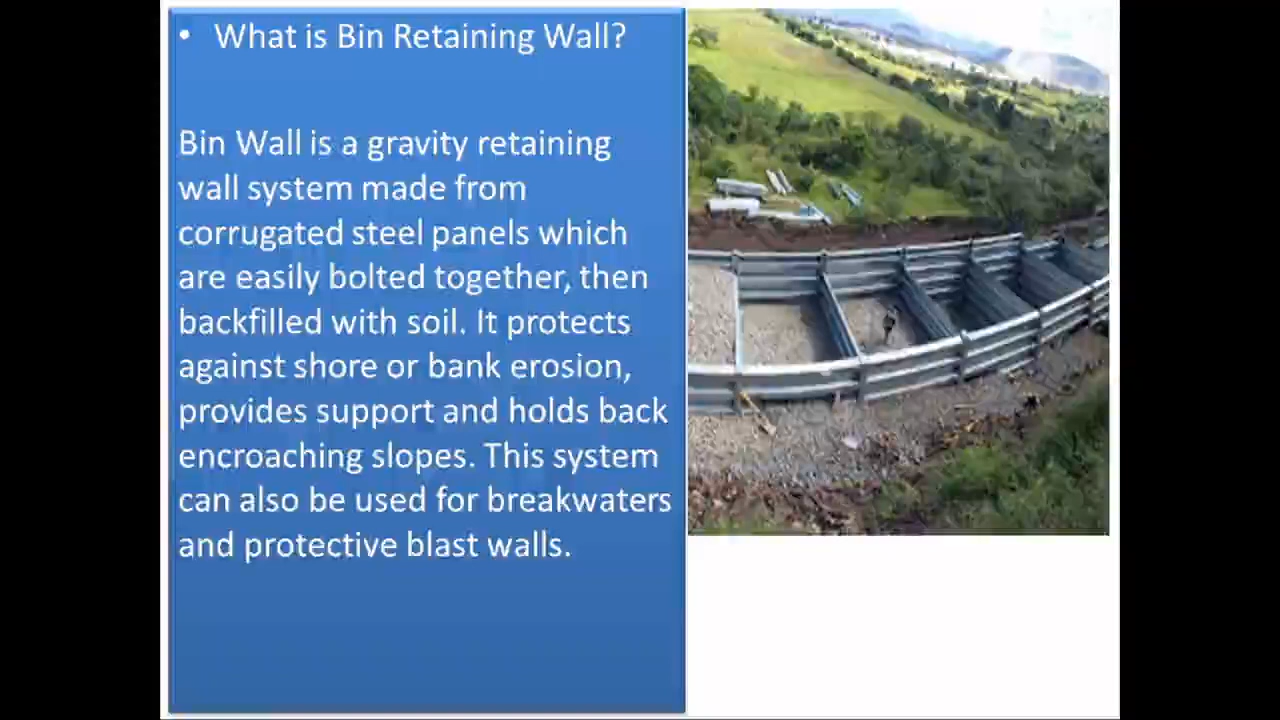 • What is Bin Retaining Wall?
Bin Wall is a gravity retaining
wall system made from
corrugated steel panels which
are easily bolted together, then
backfilled with soil. It protects
against shore or bank erosion,
provides support and holds back
encroaching slopes. This system
can also be used for breakwaters
and protective blast walls.